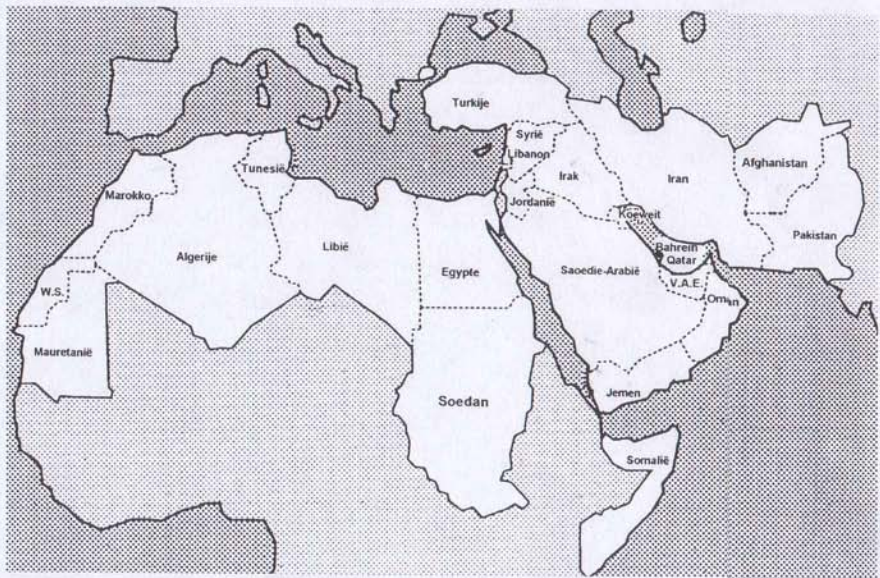 Turkije
Syrië
Libanon
Tunesië
Afghanistan
Irak
Iran
Marokko
Jordanië
Koeweit
Pakistan
Libië
Bahrein
Qatar
Algerije
Saoedie-Arabië
Egypte
V.A.E.
W.S.
Oman
Mauretanië
Jemen
Soedan
Somalië